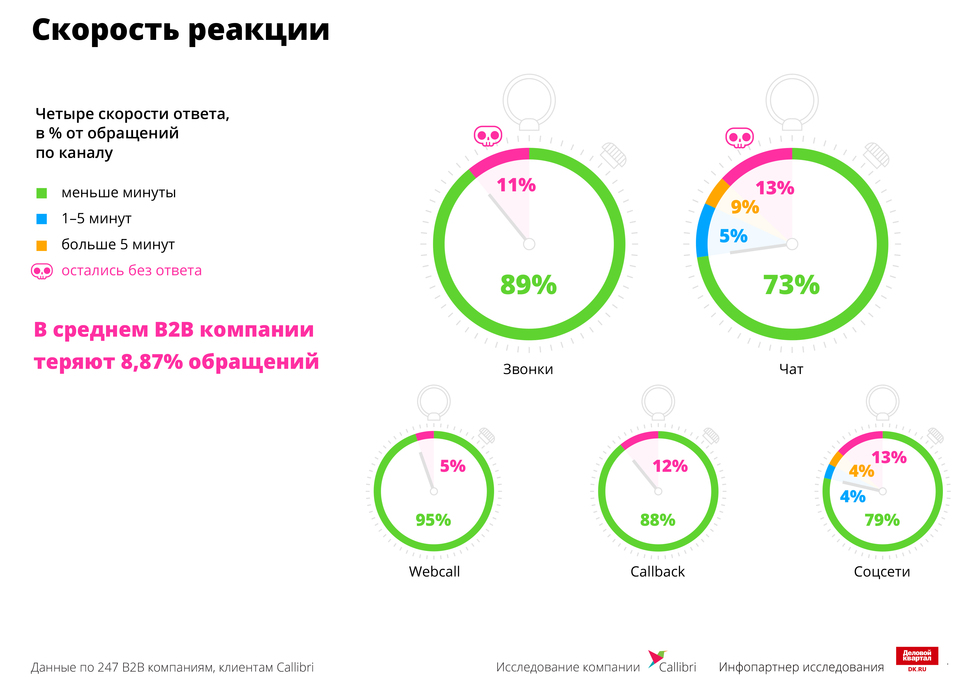 Скорость реакции
Четыре скорости ответа,
в % от обращений
по каналу
меньше минуты
1–5 минут
больше 5 минут
остались без ответа
В среднем B2B компании
теряют 8,87% обращений
11%
89%
Звонки
13%
9%
5%
73%
Чат
5%
95%
Webcall
12%
88%
Callback
13%
4%
4%
79%
Соцсети
Данные по 247 B2B компаниям, клиентам Callibri
Исследование компании Callibri
Инфопартнер исследования
Деловой
квартал
DK.RU